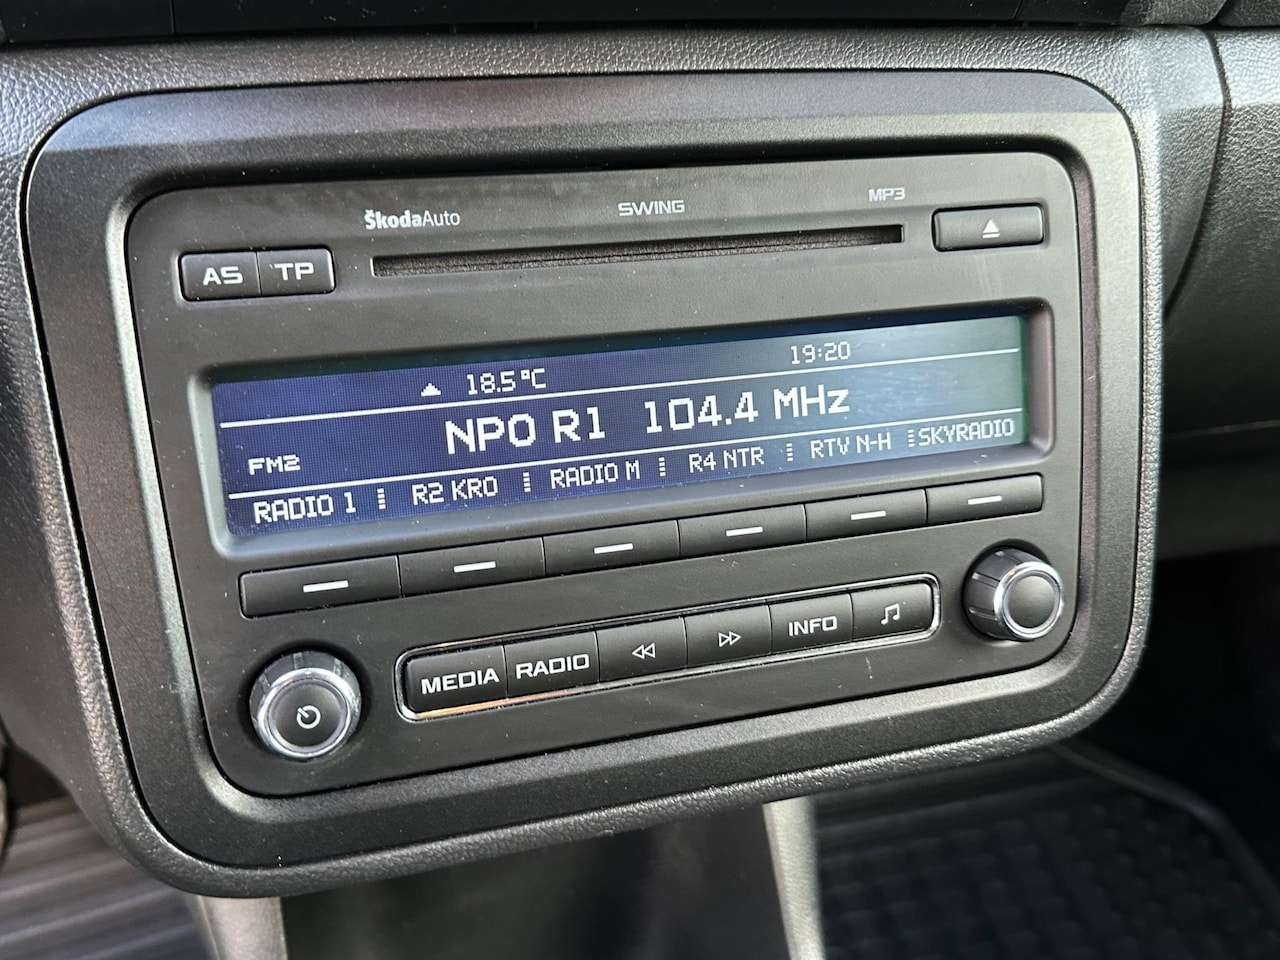 ŠkodaAuto SWING MP3
AS TP
18.5°C 19:20
FM2 NPO R1 104.4 MHz
RADIO 1 R2 KRO RADIO M R4 NTR RTV N-H SKYRADIO
MEDIA RADIO INFO